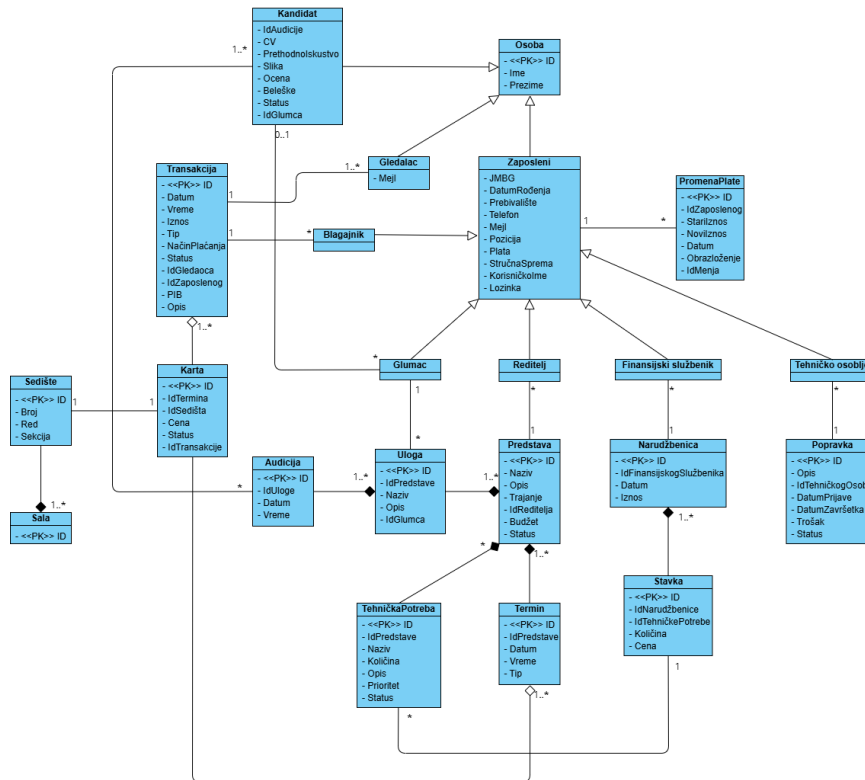 Kandidat
- IdAudicije
- CV
- PrethodnoIskustvo
- Slika
- Ocena
- Beleške
- Status
- IdGlumca
1..*
0..1
Osoba
- <<PK>> ID
- Ime
- Prezime
Transakcija
- <<PK>> ID
- Datum
- Vreme
- Iznos
- Tip
- NačinPlaćanja
- Status
- IdGledaoca
- IdZaposlenog
- PIB
- Opis
1
1
1..*
Gledalac
- Mejl
1..*
Blagajnik
*
Zaposleni
- JMBG
- DatumRođenja
- Prebivalište
- Telefon
- Mejl
- Pozicija
- Plata
- StručnaSprema
- KorisničkoIme
- Lozinka
1
*
PromenaPlate
- <<PK>> ID
- IdZaposlenog
- StariIznos
- NoviIznos
- Datum
- Obrazloženje
- IdMenja
Glumac
*
1
Reditelj
*
Finansijski službenik
*
Tehničko osoblje
*
Sedište
- <<PK>> ID
- Broj
- Red
- Sekcija
1
1
Karta
- <<PK>> ID
- IdTermina
- IdSedišta
- Cena
- Status
- IdTransakcije
1..*
Sala
- <<PK>> ID
Audicija
- <<PK>> ID
- IdUloge
- Datum
- Vreme
*
1..*
*
Uloga
- <<PK>> ID
- IdPredstave
- Naziv
- Opis
- IdGlumca
1..*
1
Predstava
- <<PK>> ID
- Naziv
- Opis
- Trajanje
- IdReditelja
- Budžet
- Status
*
1..*
1
Narudžbenica
- <<PK>> ID
- IdFinansijskogSlužbenika
- Datum
- Iznos
1..*
1
Popravka
- <<PK>> ID
- Opis
- IdTehničkogOsob
- DatumPrijave
- DatumZavršetka
- Trošak
- Status
TehničkaPotreba
- <<PK>> ID
- IdPredstave
- Naziv
- Količina
- Opis
- Prioritet
- Status
*
Termin
- <<PK>> ID
- IdPredstave
- Datum
- Vreme
- Tip
1..*
Stavka
- <<PK>> ID
- IdNarudžbenice
- IdTehničkePotrebe
- Količina
- Cena
1